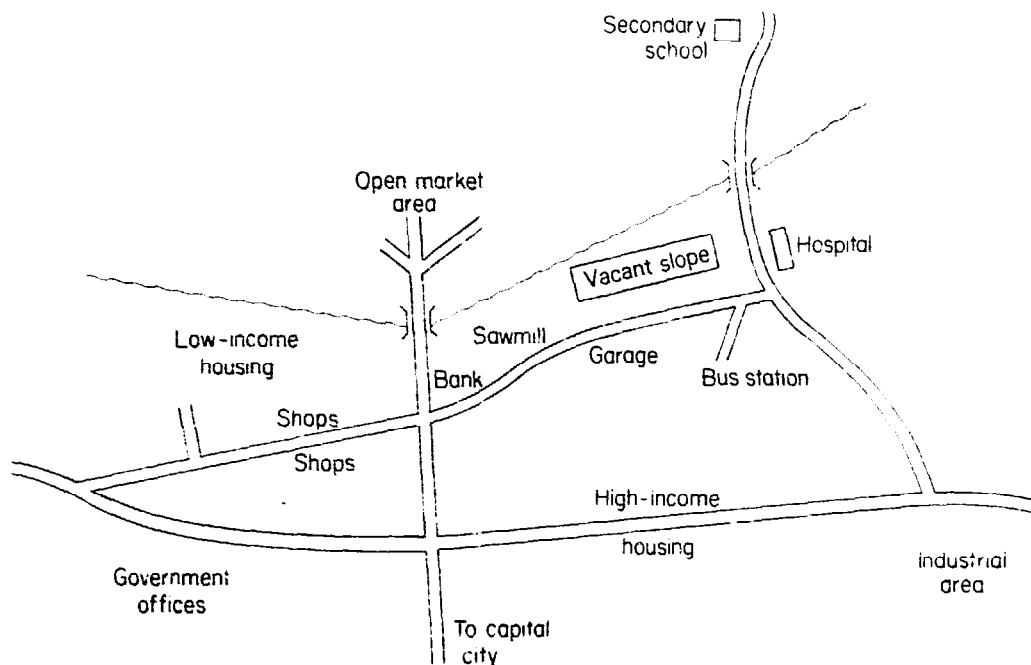 Secondary
school
Open market
area
Hospital
Vacant slope
Sawmill
Low-income
housing
Garage
Bank
Bus station
Shops
Shops
High-income
housing
Industrial
area
Government
offices
To capital
city